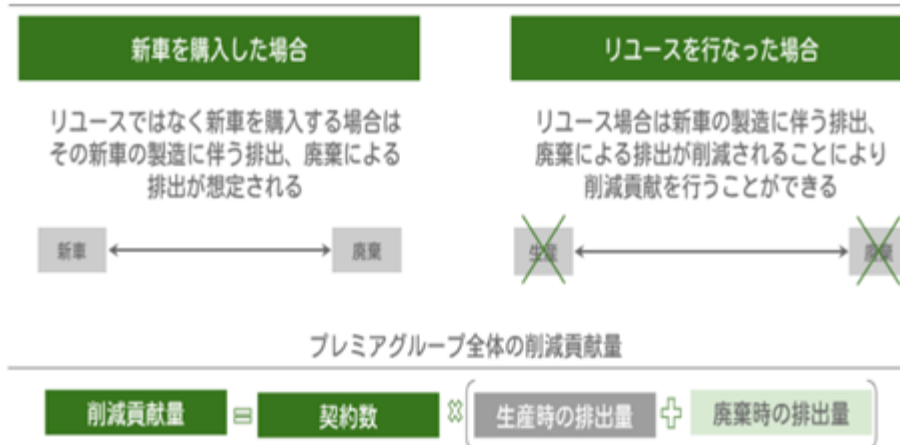 新車を購入した場合
リユースではなく新車を購入する場合は
その新車の製造に伴う排出、廃棄による
排出が想定される
新車
廃棄
リユースを行なった場合
リユース場合は新車の製造に伴う排出、
廃棄による排出が削減されることにより
削減貢献を行うことができる
生産
廃棄
プレミアグループ全体の削減貢献量
削減貢献量 = 契約数 × (生産時の排出量 + 廃棄時の排出量)